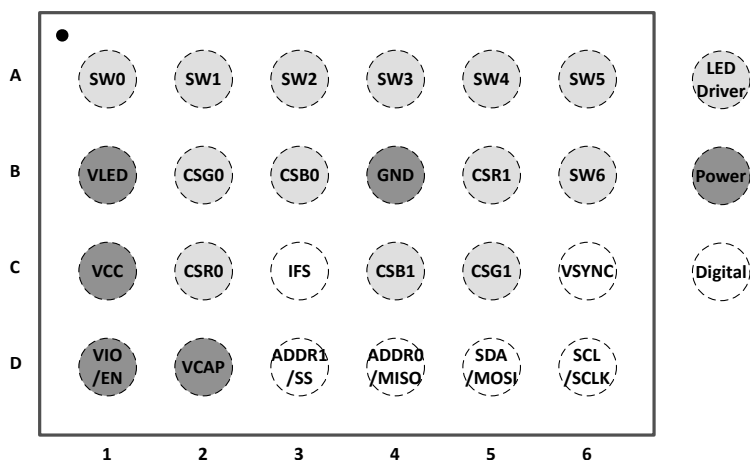 A SW0 SW1 SW2 SW3 SW4 SW5 LED
Driver
B VLED CSG0 CSB0 GND CSR1 SW6 Power
C VCC CSR0 IFS CSB1 CSG1 VSYNC Digital
D VIO
/EN VCAP ADDR1
/SS ADDR0
/MISO SDA
/MOSI SCL
/SCLK
1 2 3 4 5 6